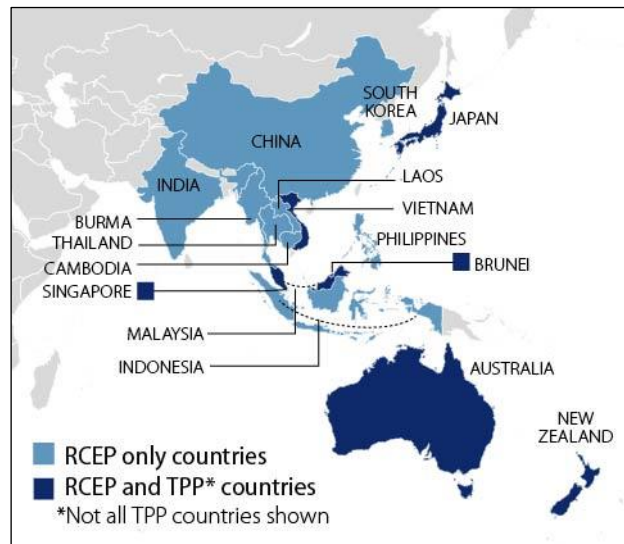 SOUTH
KOREA
JAPAN
CHINA
LAOS
INDIA
VIETNAM
BURMA
THAILAND
PHILIPPINES
CAMBODIA
BRUNEI
SINGAPORE
MALAYSIA
INDONESIA
AUSTRALIA
NEW
ZEALAND
RCEP only countries
RCEP and TPP* countries
*Not all TPP countries shown